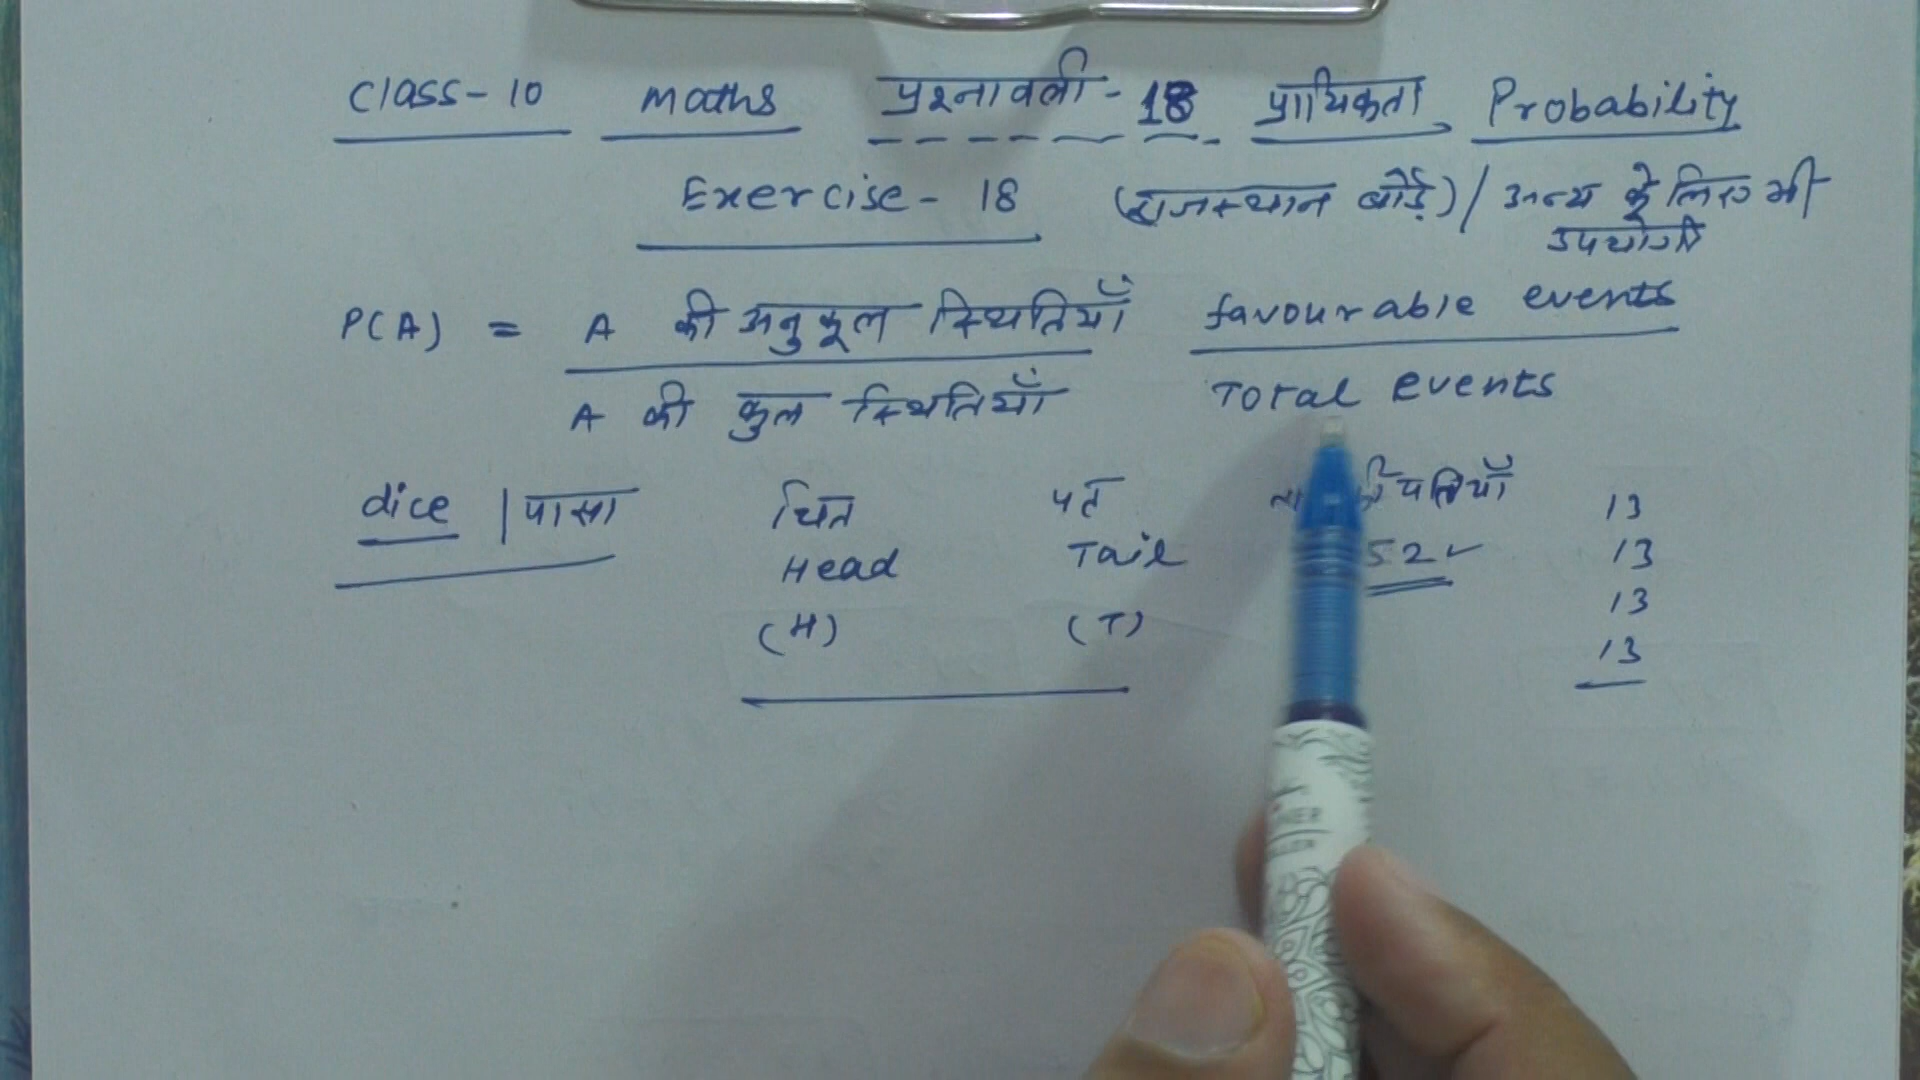 Class-10 Maths प्रश्नावली-18 प्रायिकता Probability
Exercise-18 (राजस्थान बोर्ड)/अन्य के लिए भी उपयोगी
P(A) = A की अनुकूल स्थितियाँ favourable events
A की कुल स्थितियाँ Total events
dice |पासा चित पट 13
Head Tail 52 ✓ 13
(H) (T) 13
13